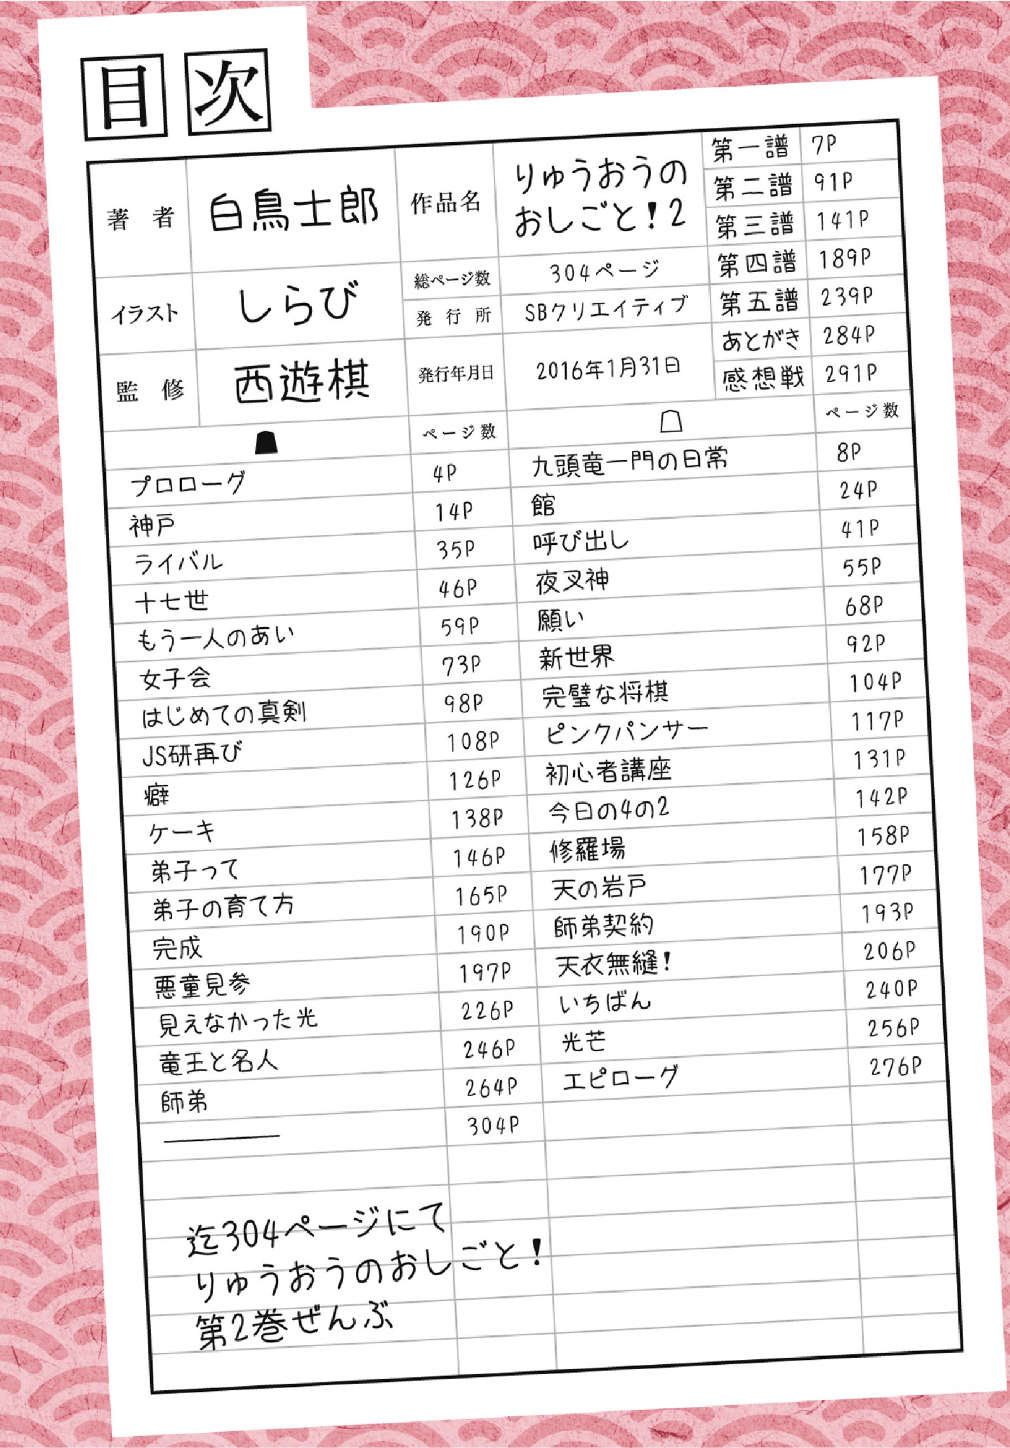 目次
著者 白鳥士郎 作品名 りゅうおうの
おしごと!2
イラスト しらび 総ページ数 304ページ
発行所 SBクリエイティブ
監修 西遊棋 発行年月日 2016年1月31日
第一譜 7P
第二譜 91P
第三譜 141P
第四譜 189P
第五譜 239P
あとがき 284P
感想戦 291P
☗ ページ数 ☖ ページ数
プロローグ 4P 九頭竜一門の日常 8P
神戸 14P 館 24P
ライバル 35P 呼び出し 41P
十七世 46P 夜叉神 55P
もう一人のあい 59P 願い 68P
女子会 73P 新世界 92P
はじめての真剣 98P 完璧な将棋 104P
JS研再び 108P ピンクパンサー 117P
癖 126P 初心者講座 131P
ケーキ 138P 今日の4の2 142P
弟子って 146P 修羅場 158P
弟子の育て方 165P 天の岩戸 177P
完成 190P 師弟契約 193P
悪童見参 197P 天衣無縫! 206P
見えなかった光 226P いちばん 240P
竜王と名人 246P 光芒 256P
師弟 264P エピローグ 276P
――― 304P
迄304ページにて
りゅうおうのおしごと!
第2巻ぜんぶ